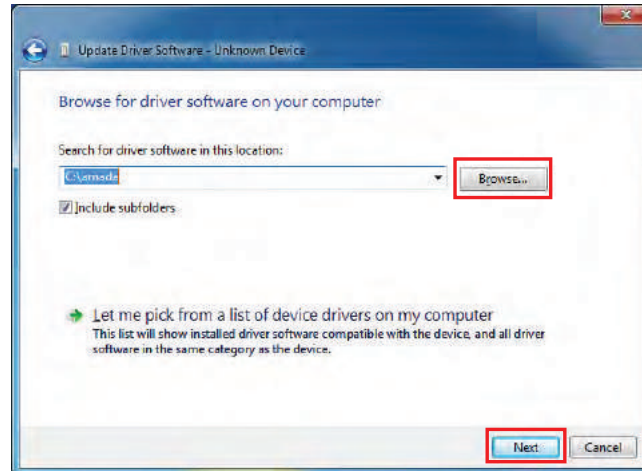 Update Driver Software - Unknown Device
Browse for driver software on your computer
Search for driver software in this location:
C:\amada
Browse...
Include subfolders
Let me pick from a list of device drivers on my computer
This list will show installed driver software compatible with the device, and all driver
software in the same category as the device.
Next
Cancel